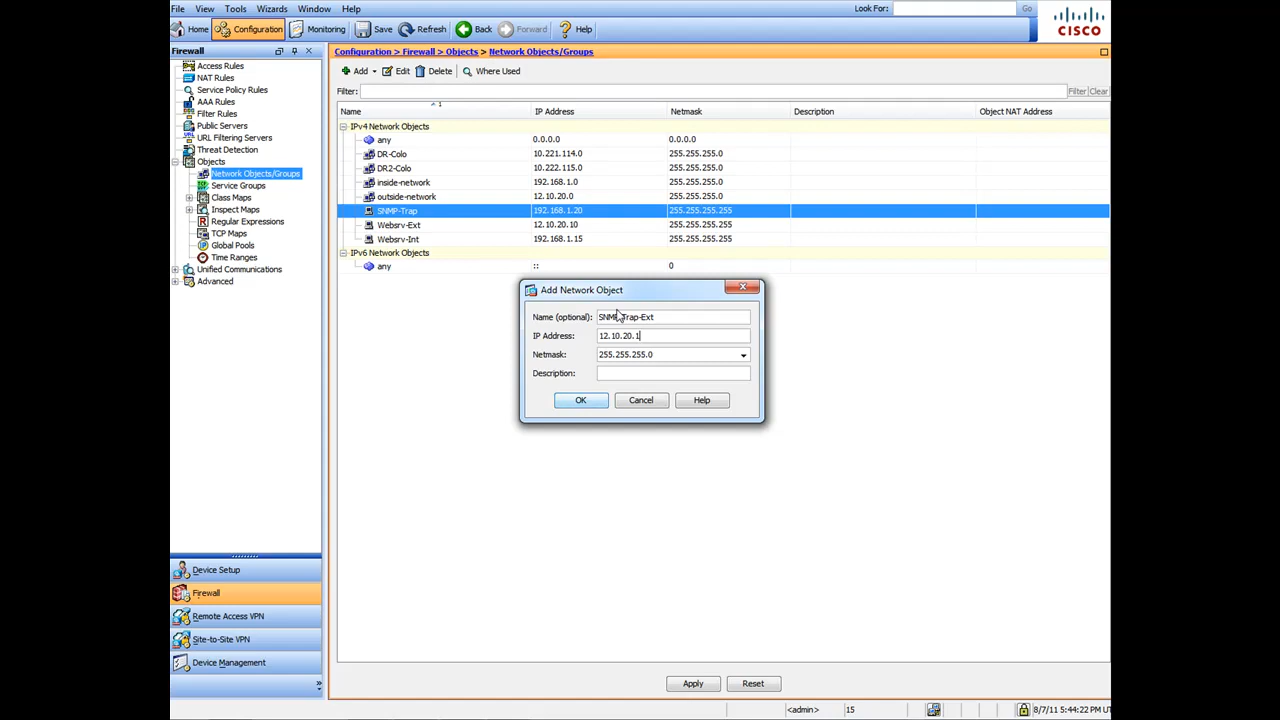 File View Tools Wizards Window Help Look For: Go
Home Configuration Monitoring Save Refresh Back Forward Help
CISCO
Firewall
Access Rules
NAT Rules
Service Policy Rules
AAA Rules
Filter Rules
Public Servers
URL Filtering Servers
Threat Detection
Objects
Network Objects/Groups
Service Groups
Class Maps
Inspect Maps
Regular Expressions
TCP Maps
Global Pools
Time Ranges
Unified Communications
Advanced
Device Setup
Firewall
Remote Access VPN
Site-to-Site VPN
Device Management
Configuration > Firewall > Objects > Network Objects/Groups
Add Edit Delete Where Used
Filter: Filter Clear
Name 1 IP Address Netmask Description Object NAT Address
IPv4 Network Objects
any 0.0.0.0 0.0.0.0
DR-Colo 10.221.114.0 255.255.255.0
DR2-Colo 10.222.115.0 255.255.255.0
inside-network 192.168.1.0 255.255.255.0
outside-network 12.10.20.0 255.255.255.0
SNMP-Trap 192.168.1.20 255.255.255.255
Websrv-Ext 12.10.20.10 255.255.255.255
Websrv-Int 192.168.1.15 255.255.255.255
IPv6 Network Objects
any :: 0
Add Network Object
Name (optional): SNMP-Trap-Ext
IP Address: 12.10.20.1
Netmask: 255.255.255.0
Description:
OK Cancel Help
Apply Reset
<admin> 15 8/7/11 5:44:22 PM U